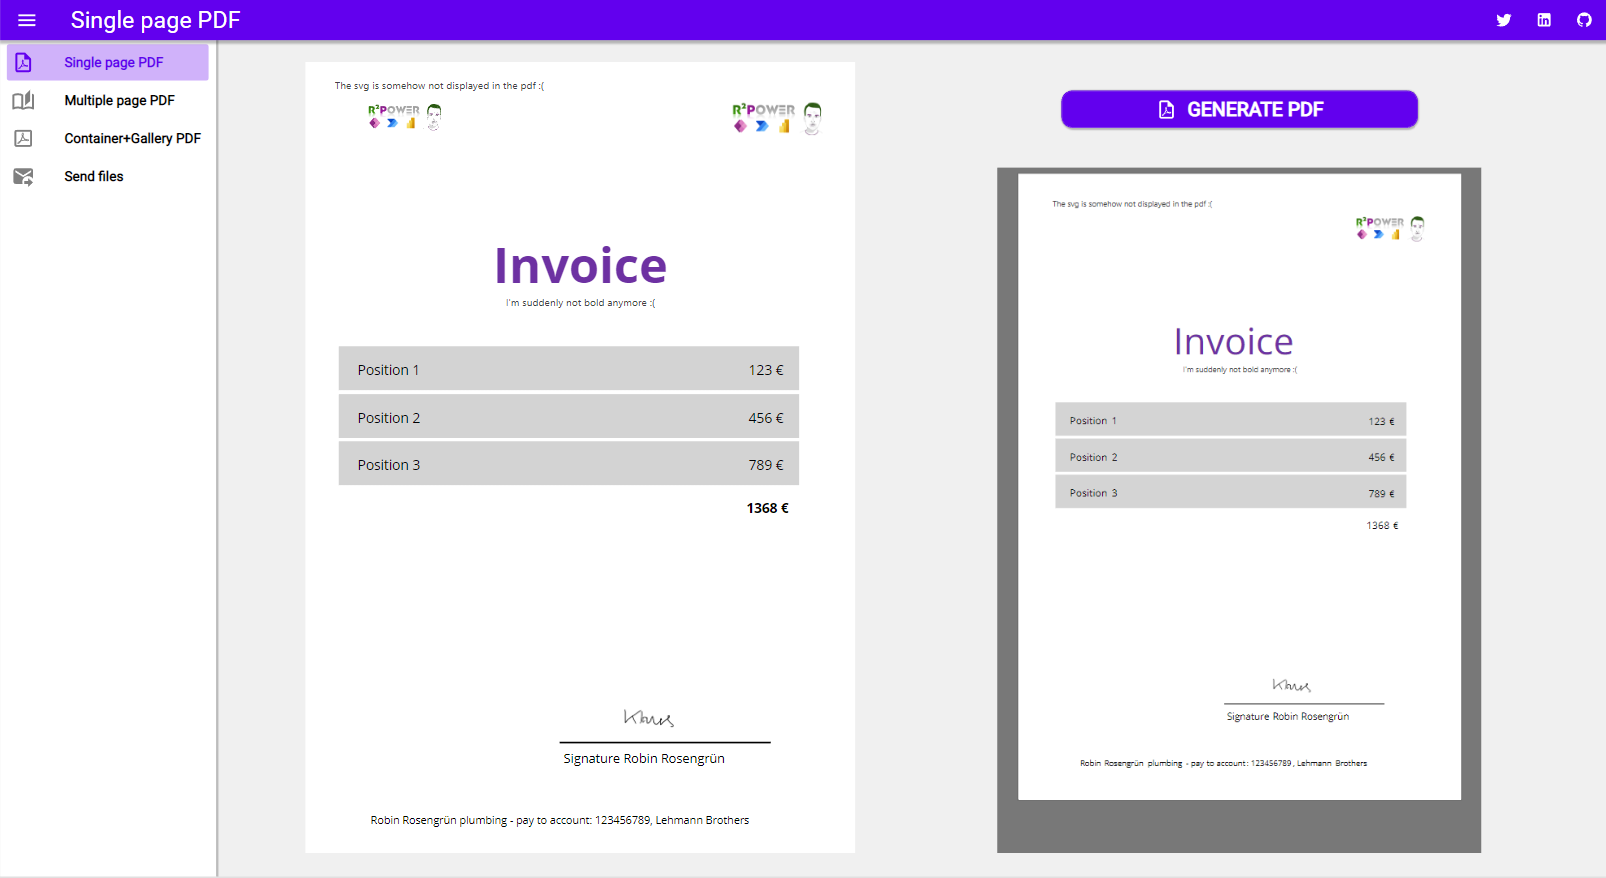 Single page PDF
Single page PDF
Multiple page PDF
Container+Gallery PDF
Send files
The svg is somehow not displayed in the pdf :(
R²POWER
R²POWER
Invoice
I'm suddenly not bold anymore :(
Position 1 123 €
Position 2 456 €
Position 3 789 €
1368 €
Signature Robin Rosengrün
Robin Rosengrün plumbing - pay to account: 123456789, Lehmann Brothers
GENERATE PDF
The svg is somehow not displayed in the pdf :(
R²POWER
Invoice
I'm suddenly not bold anymore :(
Position 1 123 €
Position 2 456 €
Position 3 789 €
1368 €
Signature Robin Rosengrün
Robin Rosengrün plumbing - pay to account: 123456789, Lehmann Brothers